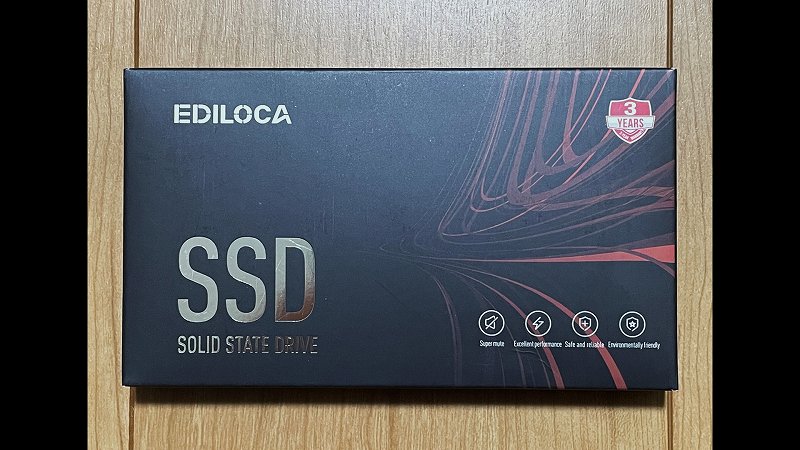 EDILOCA
3
YEARS
SSD
SOLID STATE DRIVE
Super mute
Excellent performance
Safe and reliable
Environmentally friendly